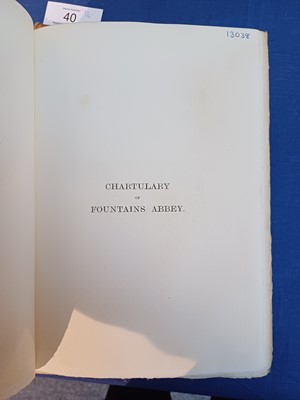 40
13038
CHARTULARY
OF
FOUNTAINS ABBEY.